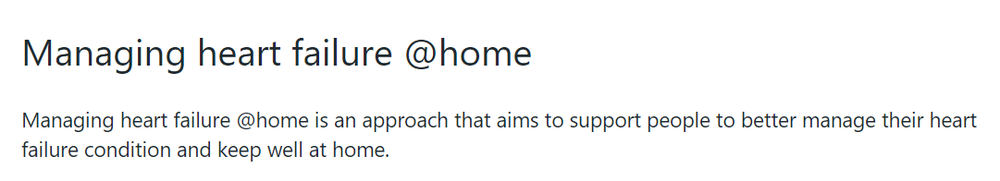 Managing heart failure @home
Managing heart failure @home is an approach that aims to support people to better manage their heart
failure condition and keep well at home.